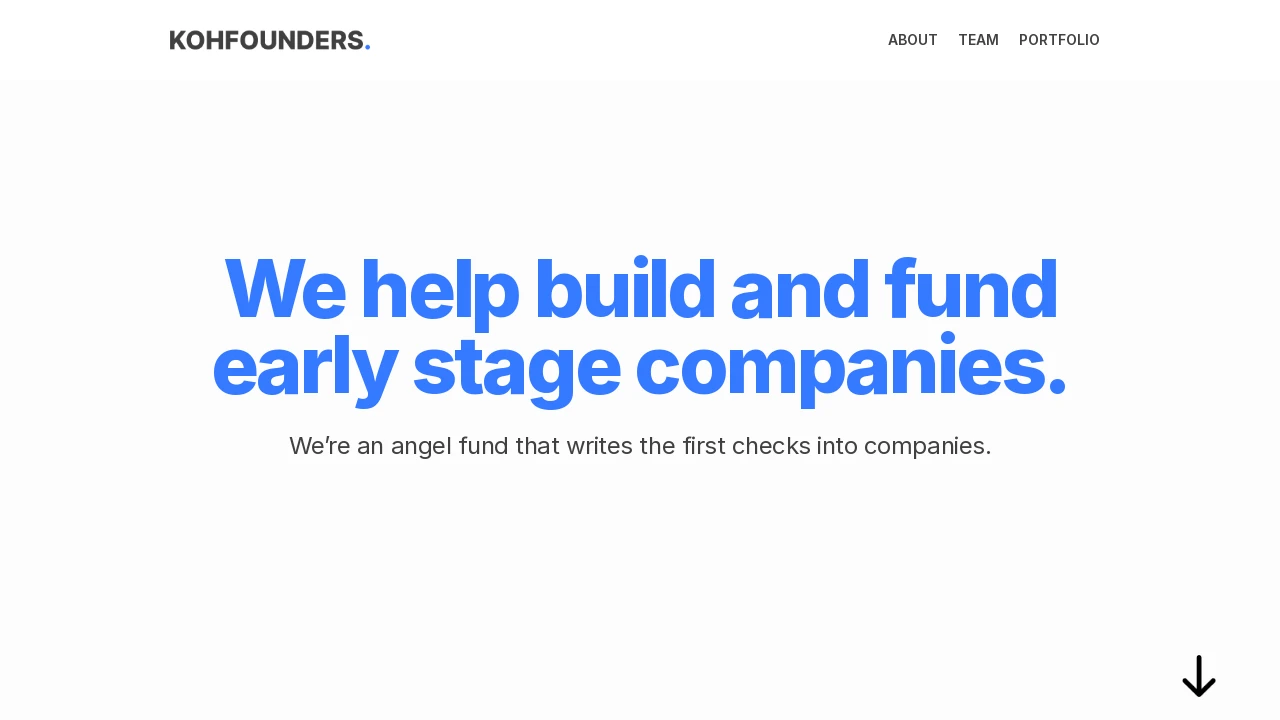 KOHFOUNDERS.
ABOUT TEAM PORTFOLIO
We help build and fund
early stage companies.
We’re an angel fund that writes the first checks into companies.